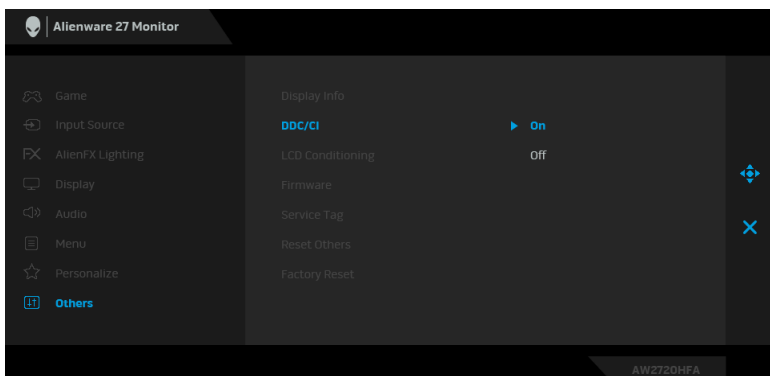 Alienware 27 Monitor
Game
Input Source
AlienFX Lighting
Display
Audio
Menu
Personalize
Others
Display Info
DDC/CI On
LCD Conditioning Off
Firmware
Service Tag
Reset Others
Factory Reset
AW2720HFA